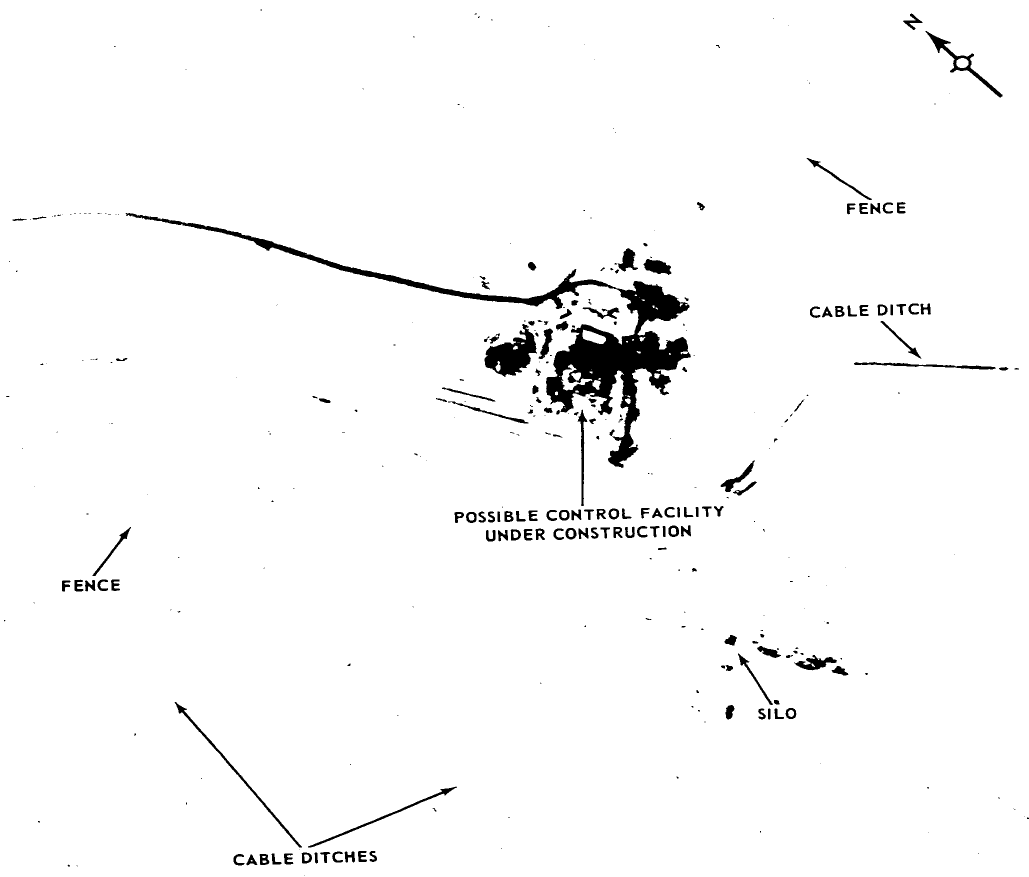 N
FENCE
CABLE DITCH
POSSIBLE CONTROL FACILITY
UNDER CONSTRUCTION
FENCE
SILO
CABLE DITCHES